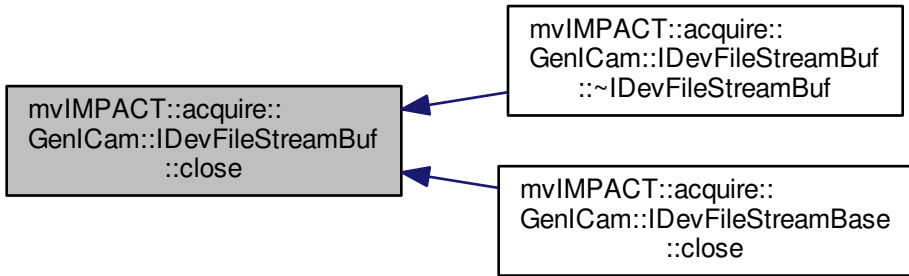 mvIMPACT::acquire::
GenICam::IDevFileStreamBuf
::close
mvIMPACT::acquire::
GenICam::IDevFileStreamBuf
::~IDevFileStreamBuf
mvIMPACT::acquire::
GenICam::IDevFileStreamBase
::close